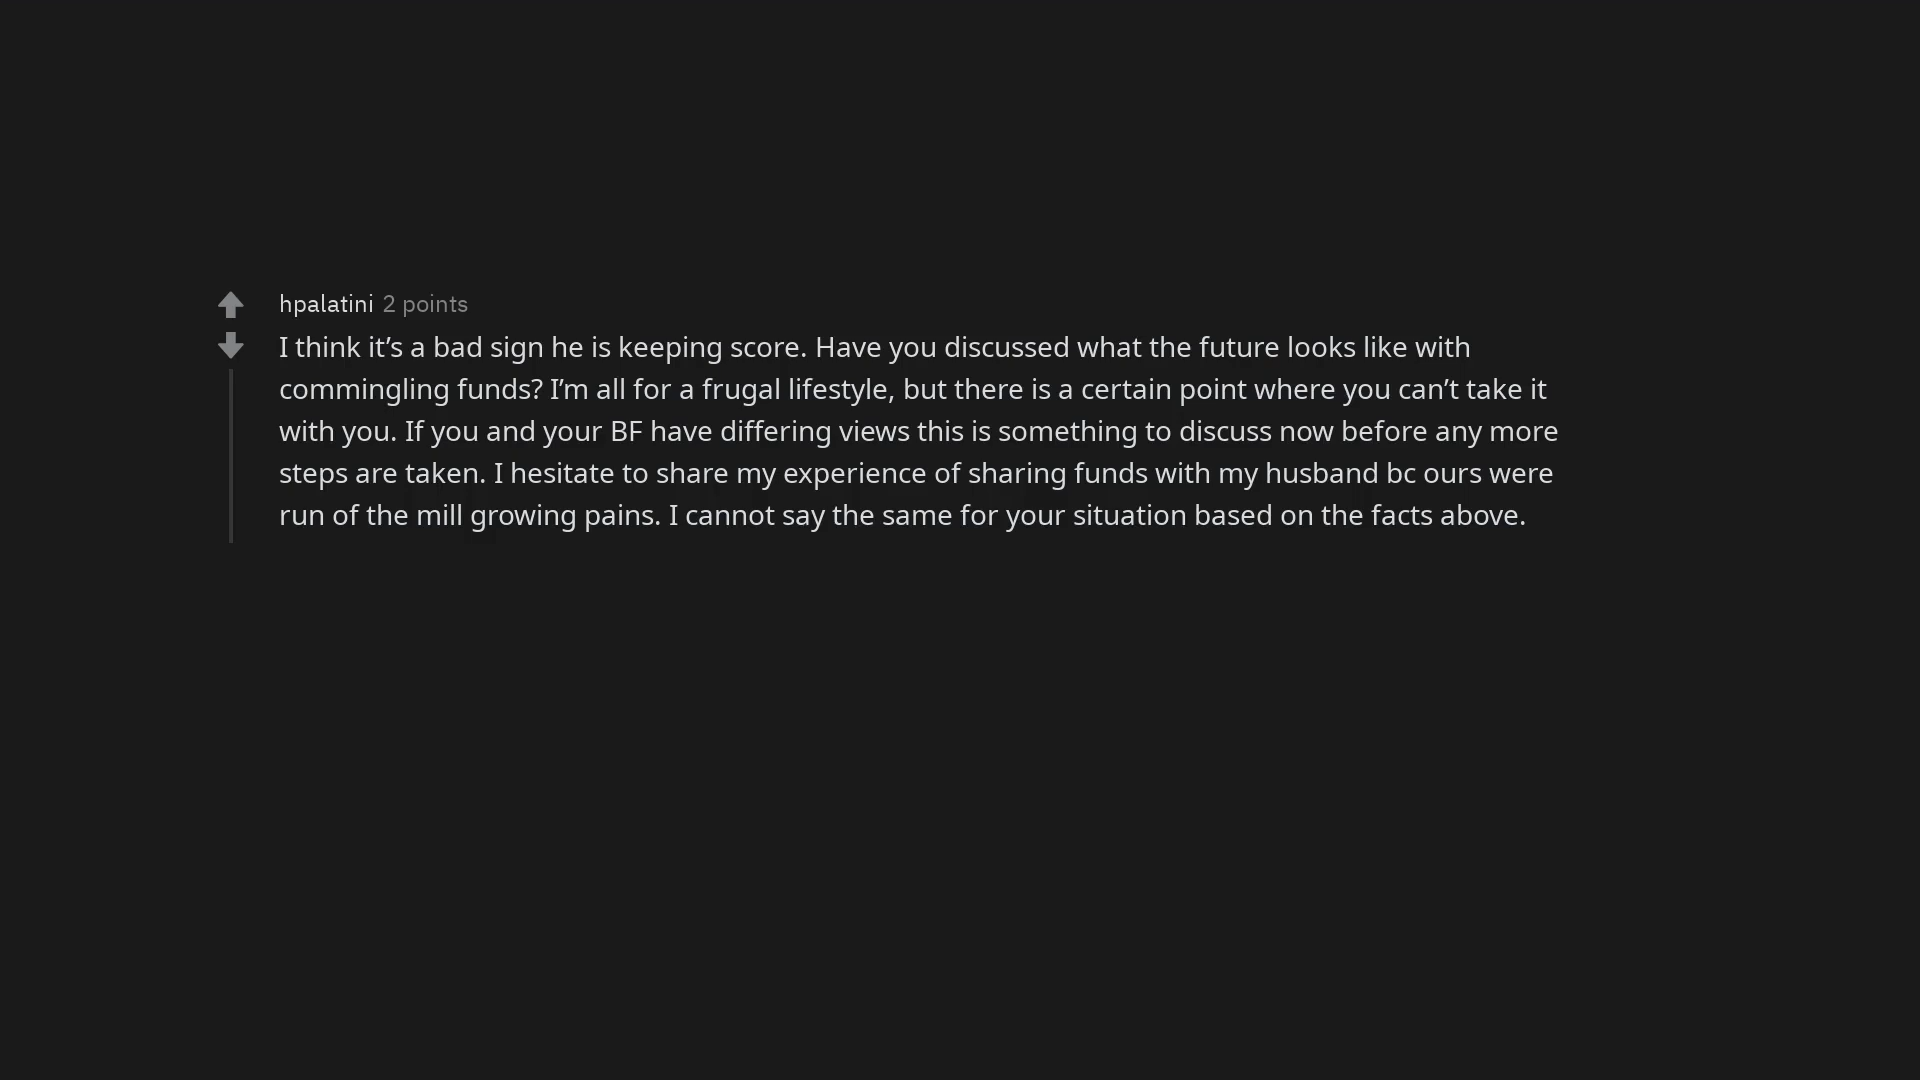 hpalatini 2 points
I think it’s a bad sign he is keeping score. Have you discussed what the future looks like with
commingling funds? I’m all for a frugal lifestyle, but there is a certain point where you can’t take it
with you. If you and your BF have differing views this is something to discuss now before any more
steps are taken. I hesitate to share my experience of sharing funds with my husband bc ours were
run of the mill growing pains. I cannot say the same for your situation based on the facts above.